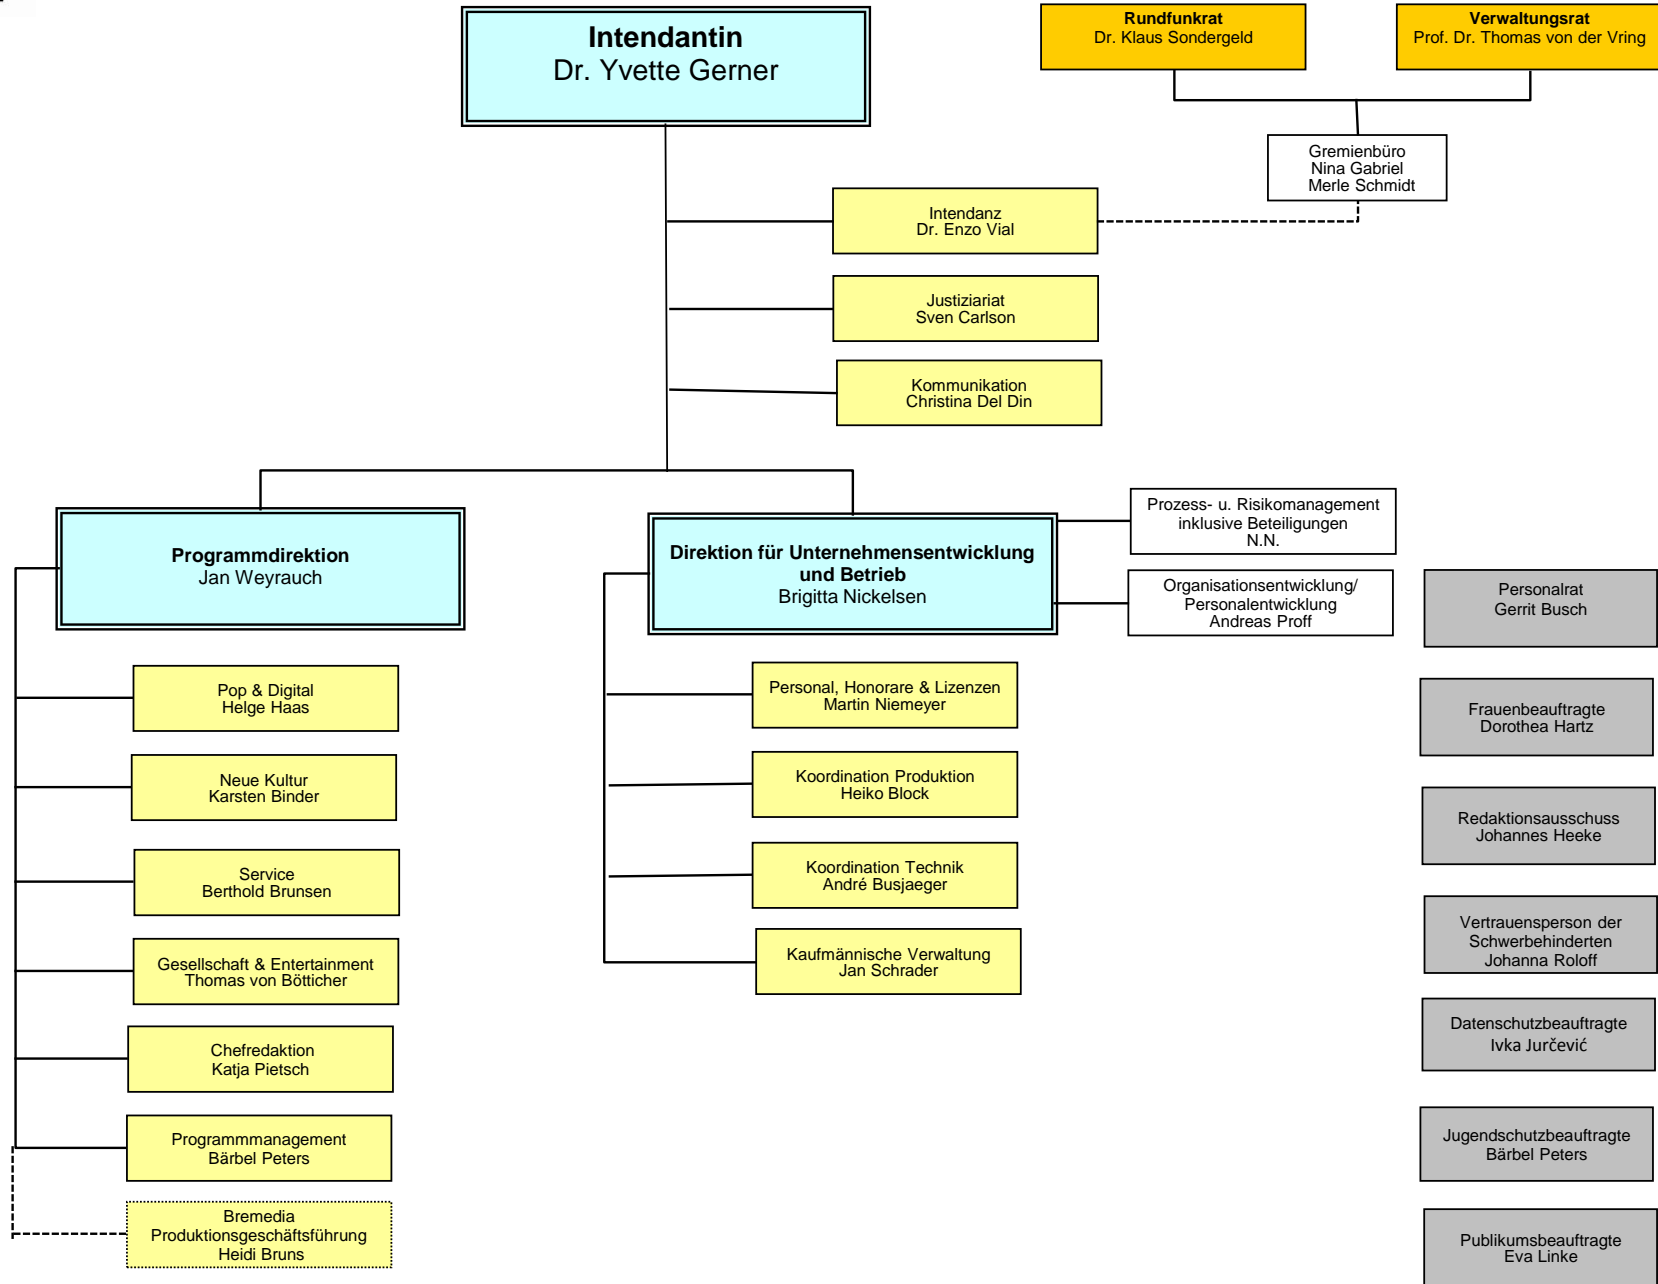 Intendantin
Dr. Yvette Gerner
Rundfunkrat
Dr. Klaus Sondergeld
Verwaltungsrat
Prof. Dr. Thomas von der Vring
Gremienbüro
Nina Gabriel
Merle Schmidt
Intendanz
Dr. Enzo Vial
Justiziariat
Sven Carlson
Kommunikation
Christina Del Din
Programmdirektion
Jan Weyrauch
Direktion für Unternehmensentwicklung
und Betrieb
Brigitta Nickelsen
Prozess- u. Risikomanagement
inklusive Beteiligungen
N.N.
Organisationsentwicklung/
Personalentwicklung
Andreas Proff
Pop & Digital
Helge Haas
Neue Kultur
Karsten Binder
Service
Berthold Brunsen
Gesellschaft & Entertainment
Thomas von Bötticher
Chefredaktion
Katja Pietsch
Programmmanagement
Bärbel Peters
Bremedia
Produktionsgeschäftsführung
Heidi Bruns
Personal, Honorare & Lizenzen
Martin Niemeyer
Koordination Produktion
Heiko Block
Koordination Technik
André Busjaeger
Kaufmännische Verwaltung
Jan Schrader
Personalrat
Gerrit Busch
Frauenbeauftragte
Dorothea Hartz
Redaktionsausschuss
Johannes Heeke
Vertrauensperson der
Schwerbehinderten
Johanna Roloff
Datenschutzbeauftragte
Ivka Jurčević
Jugendschutzbeauftragte
Bärbel Peters
Publikumsbeauftragte
Eva Linke